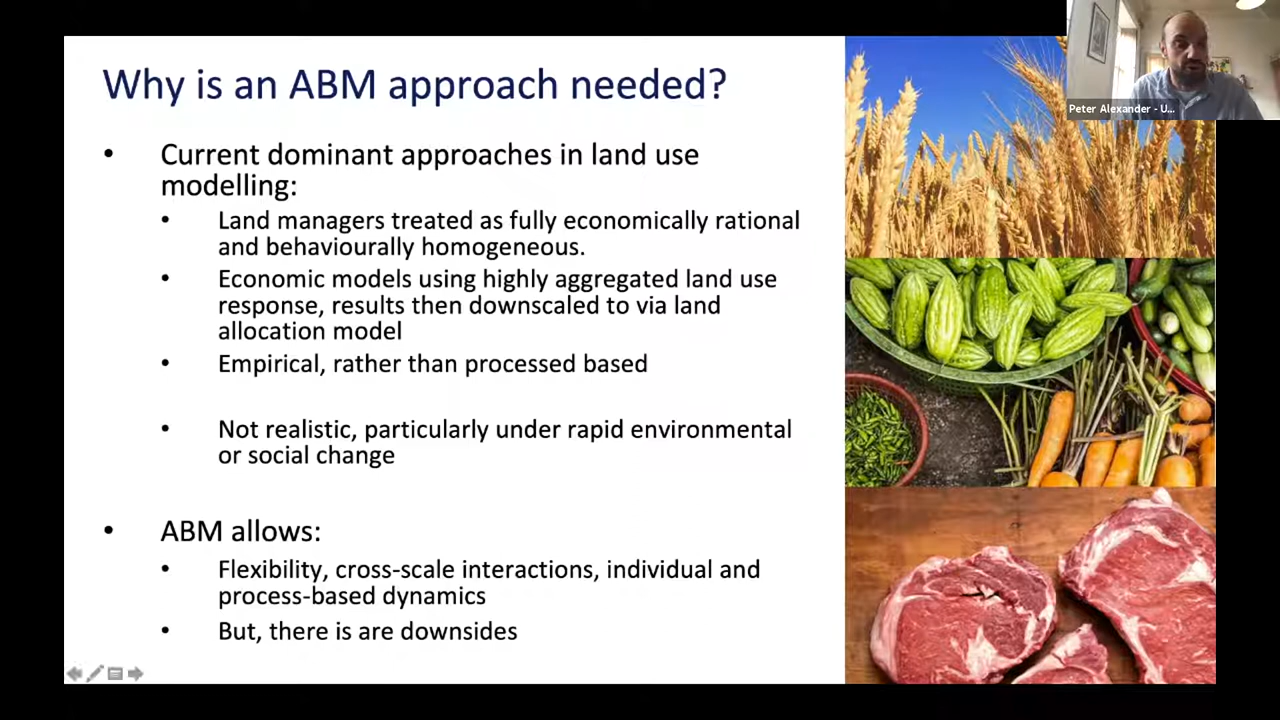 Why is an ABM approach needed?
• Current dominant approaches in land use
modelling:
• Land managers treated as fully economically rational
and behaviourally homogeneous.
• Economic models using highly aggregated land use
response, results then downscaled to via land
allocation model
• Empirical, rather than processed based
• Not realistic, particularly under rapid environmental
or social change
• ABM allows:
• Flexibility, cross-scale interactions, individual and
process-based dynamics
• But, there is are downsides
Peter Alexander - U...